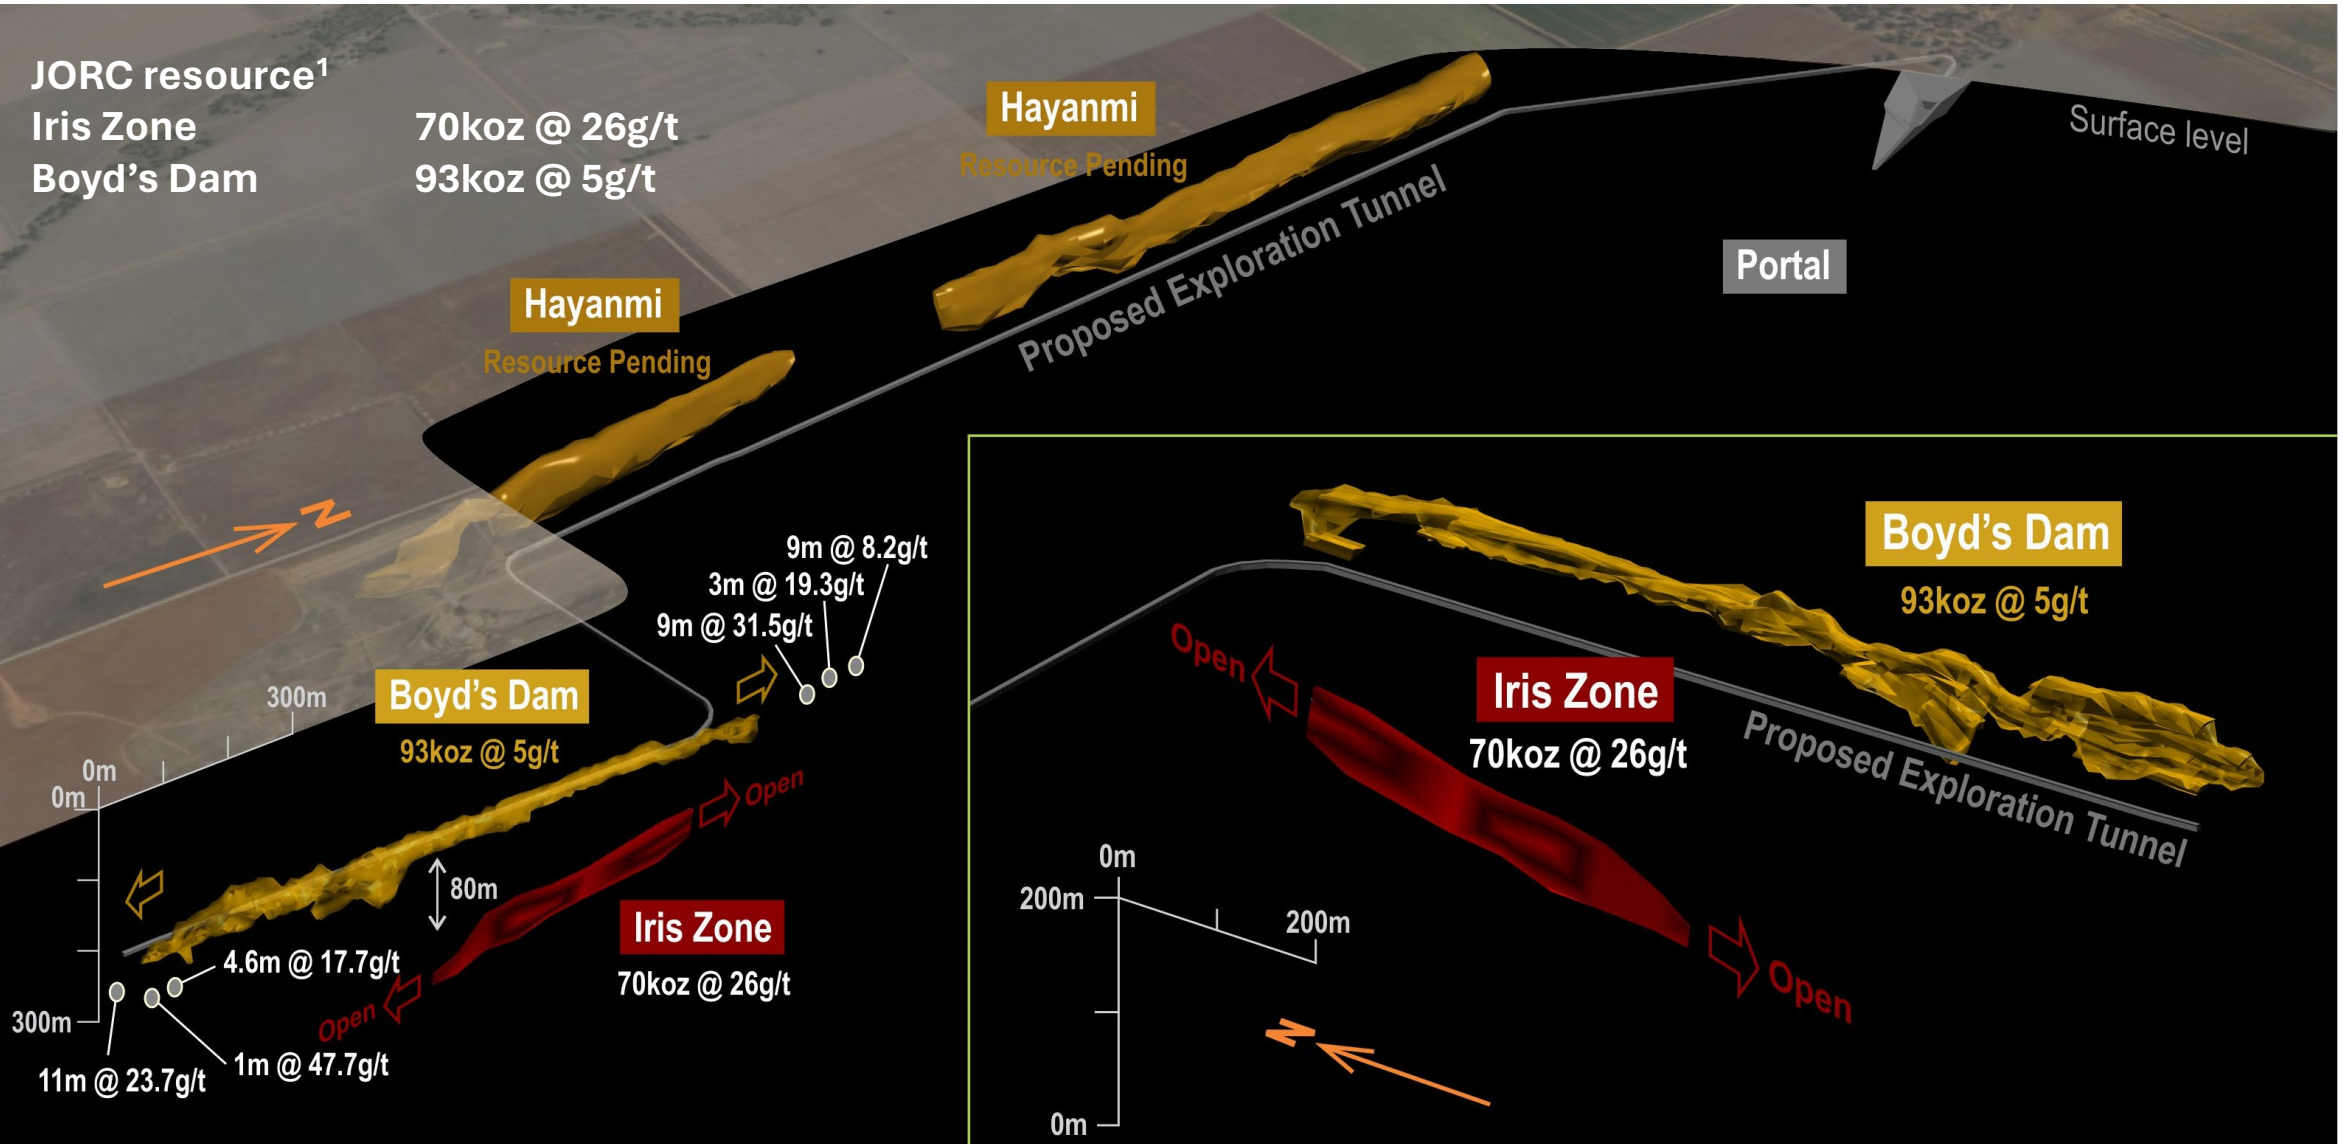 JORC resource¹
Iris Zone 70koz @ 26g/t
Boyd's Dam 93koz @ 5g/t
Hayanmi
Resource Pending
Surface level
Proposed Exploration Tunnel
Portal
Hayanmi
Resource Pending
N
9m @ 8.2g/t
3m @ 19.3g/t
9m @ 31.5g/t
300m
0m
0m
Boyd's Dam
93koz @ 5g/t
Open
80m
Iris Zone
70koz @ 26g/t
4.6m @ 17.7g/t
Open
300m
1m @ 47.7g/t
11m @ 23.7g/t
Boyd's Dam
93koz @ 5g/t
Open
Iris Zone
70koz @ 26g/t
Proposed Exploration Tunnel
0m
200m
200m
Open
N
0m